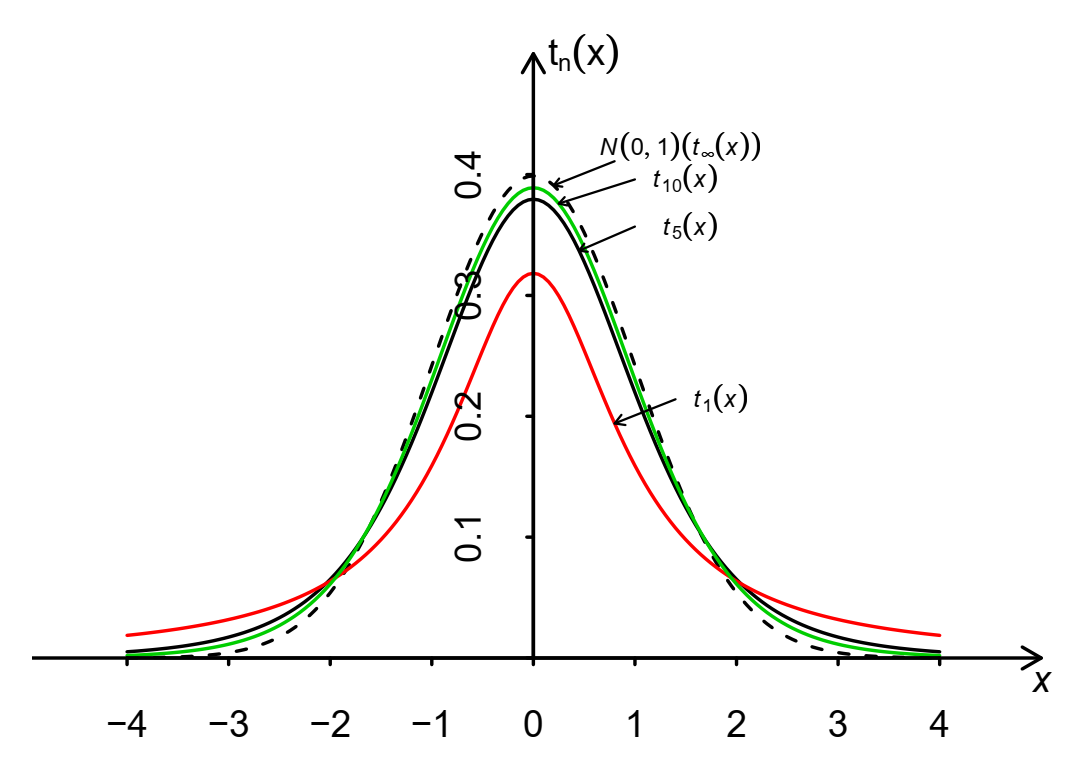 tₙ(x)
N(0, 1)(t∞(x))
t₁₀(x)
t₅(x)
t₁(x)
0.4
0.3
0.2
0.1
x
−4 −3 −2 −1 0 1 2 3 4